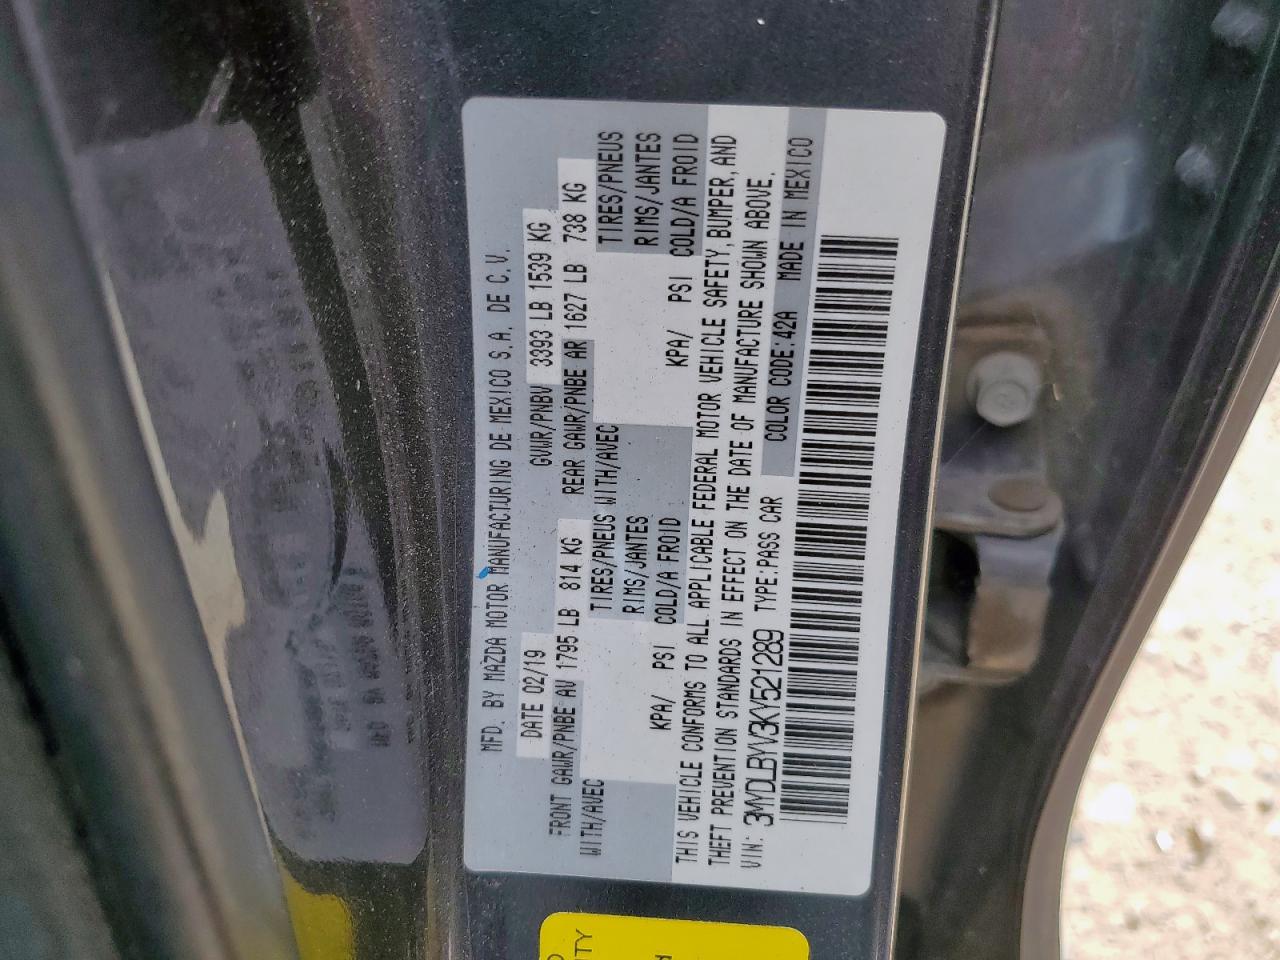 MFD. BY MAZDA MOTOR MANUFACTURING DE MEXICO S.A. DE C.V.
DATE 02/19 GVWR/PNBV 3393 LB 1539 KG
FRONT GAWR/PNBE AV 1795 LB 814 KG REAR GAWR/PNBE AR 1627 LB 738 KG
WITH/AVEC TIRES/PNEUS WITH/AVEC TIRES/PNEUS
RIMS/JANTES RIMS/JANTES
KPA/ PSI COLD/A FROID KPA/ PSI COLD/A FROID
THIS VEHICLE CONFORMS TO ALL APPLICABLE FEDERAL MOTOR VEHICLE SAFETY, BUMPER, AND
THEFT PREVENTION STANDARDS IN EFFECT ON THE DATE OF MANUFACTURE SHOWN ABOVE.
VIN: 3MYDLBYV3KY521289 TYPE:PASS CAR COLOR CODE:42A MADE IN MEXICO